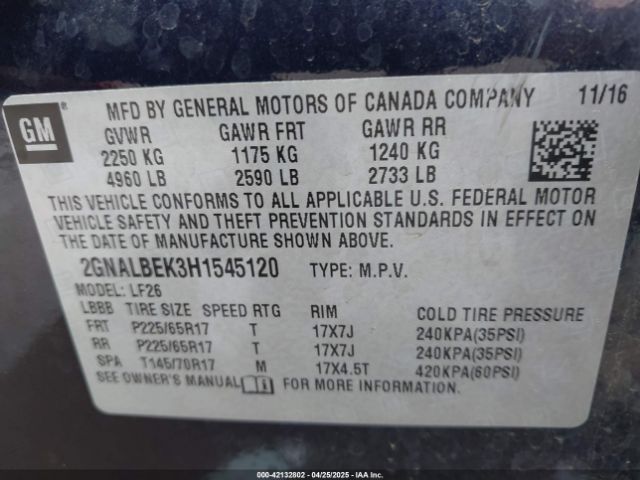 GM®
MFD BY GENERAL MOTORS OF CANADA COMPANY 11/16
GVWR GAWR FRT GAWR RR
2250 KG 1175 KG 1240 KG
4960 LB 2590 LB 2733 LB
THIS VEHICLE CONFORMS TO ALL APPLICABLE U.S. FEDERAL MOTOR
VEHICLE SAFETY AND THEFT PREVENTION STANDARDS IN EFFECT ON
THE DATE OF MANUFACTURE SHOWN ABOVE.
2GNALBEK3H1545120 TYPE: M.P.V.
MODEL: LF26
LBBB TIRE SIZE SPEED RTG RIM COLD TIRE PRESSURE
FRT P225/65R17 T 17X7J 240KPA(35PSI)
RR P225/65R17 T 17X7J 240KPA(35PSI)
SPA T145/70R17 M 17X4.5T 420KPA(60PSI)
SEE OWNER'S MANUAL FOR MORE INFORMATION.
000-42132802 - 04/25/2025 - IAAI.COM